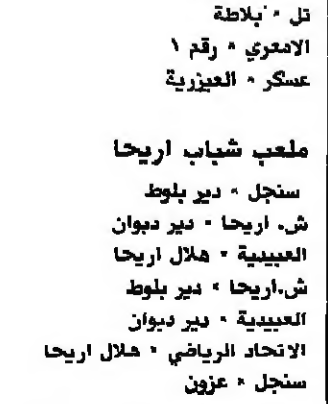 تل * بلاطة
الامعري * رقم ١
عسكر * العيزرية
ملعب شباب اريحا
سنجل * دير بلوط
ش. اريحا * دير دبوان
العبيدية * هلال اريحا
ش.اريحا * دير بلوط
العبيدية * دير دبوان
الاتحاد الرياضي * هلال اريحا
سنجل * عزون